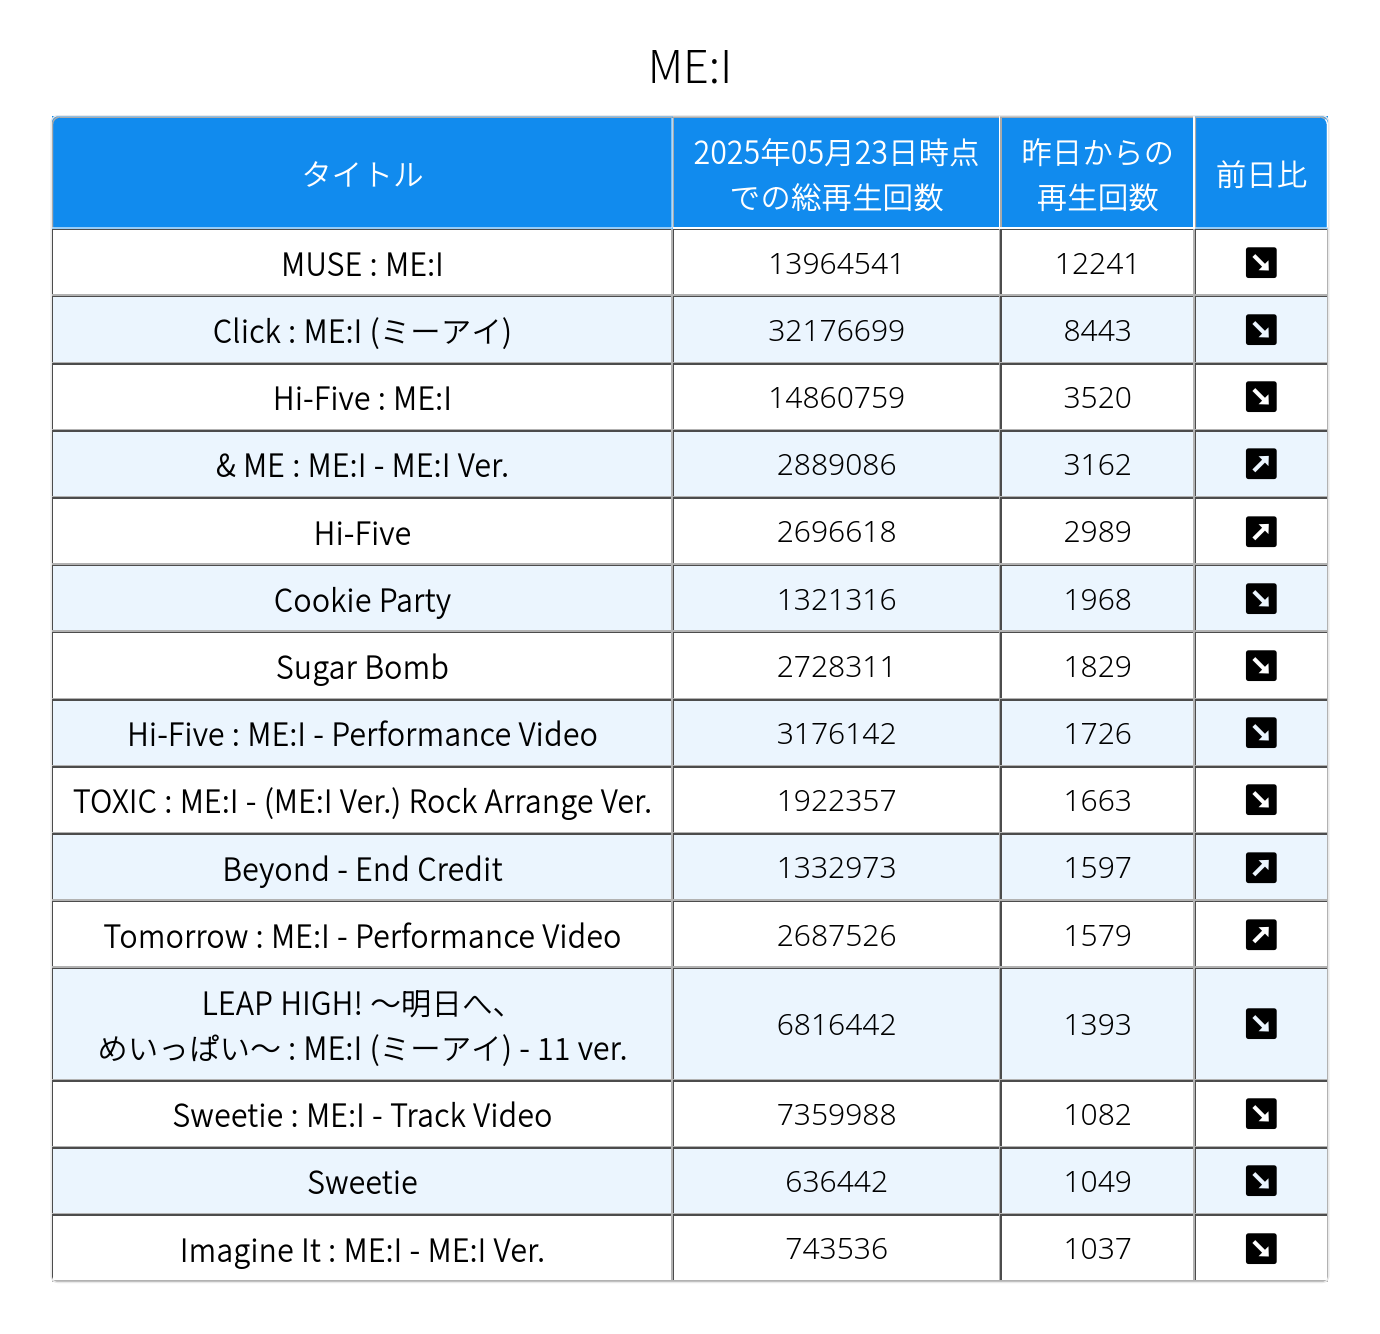 ME:I
タイトル
2025年05月23日時点
での総再生回数
昨日からの
再生回数
前日比
MUSE : ME:I 13964541 12241
Click : ME:I (ミーアイ) 32176699 8443
Hi-Five : ME:I 14860759 3520
& ME : ME:I - ME:I Ver. 2889086 3162
Hi-Five 2696618 2989
Cookie Party 1321316 1968
Sugar Bomb 2728311 1829
Hi-Five : ME:I - Performance Video 3176142 1726
TOXIC : ME:I - (ME:I Ver.) Rock Arrange Ver. 1922357 1663
Beyond - End Credit 1332973 1597
Tomorrow : ME:I - Performance Video 2687526 1579
LEAP HIGH! 〜明日へ、
めいっぱい〜 : ME:I (ミーアイ) - 11 ver. 6816442 1393
Sweetie : ME:I - Track Video 7359988 1082
Sweetie 636442 1049
Imagine It : ME:I - ME:I Ver. 743536 1037